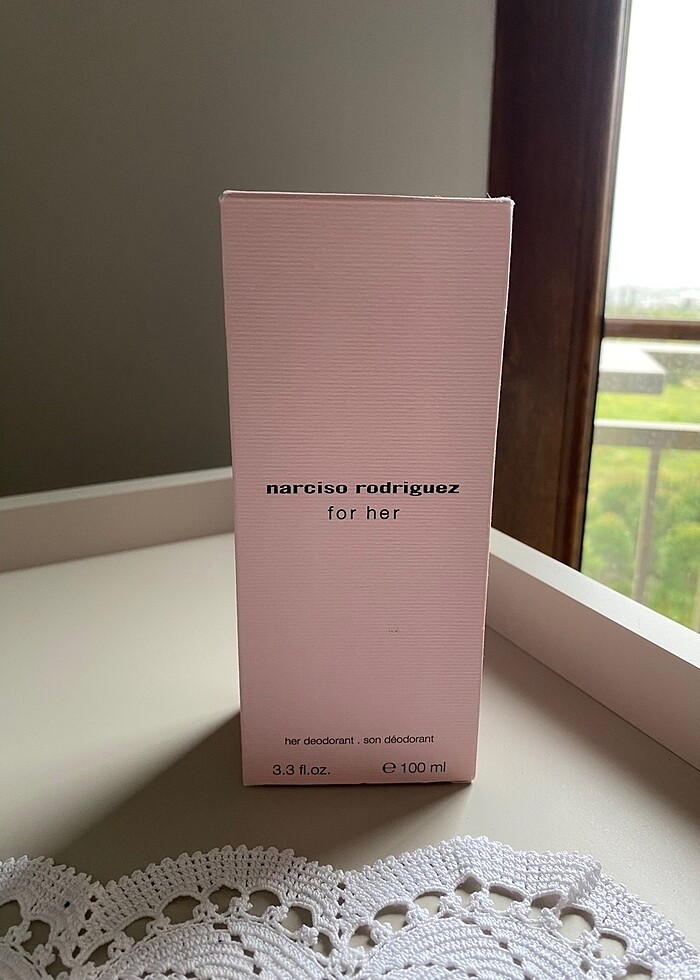 narciso rodriguez
for her
her deodorant . son déodorant
3.3 fl.oz. ℮ 100 ml